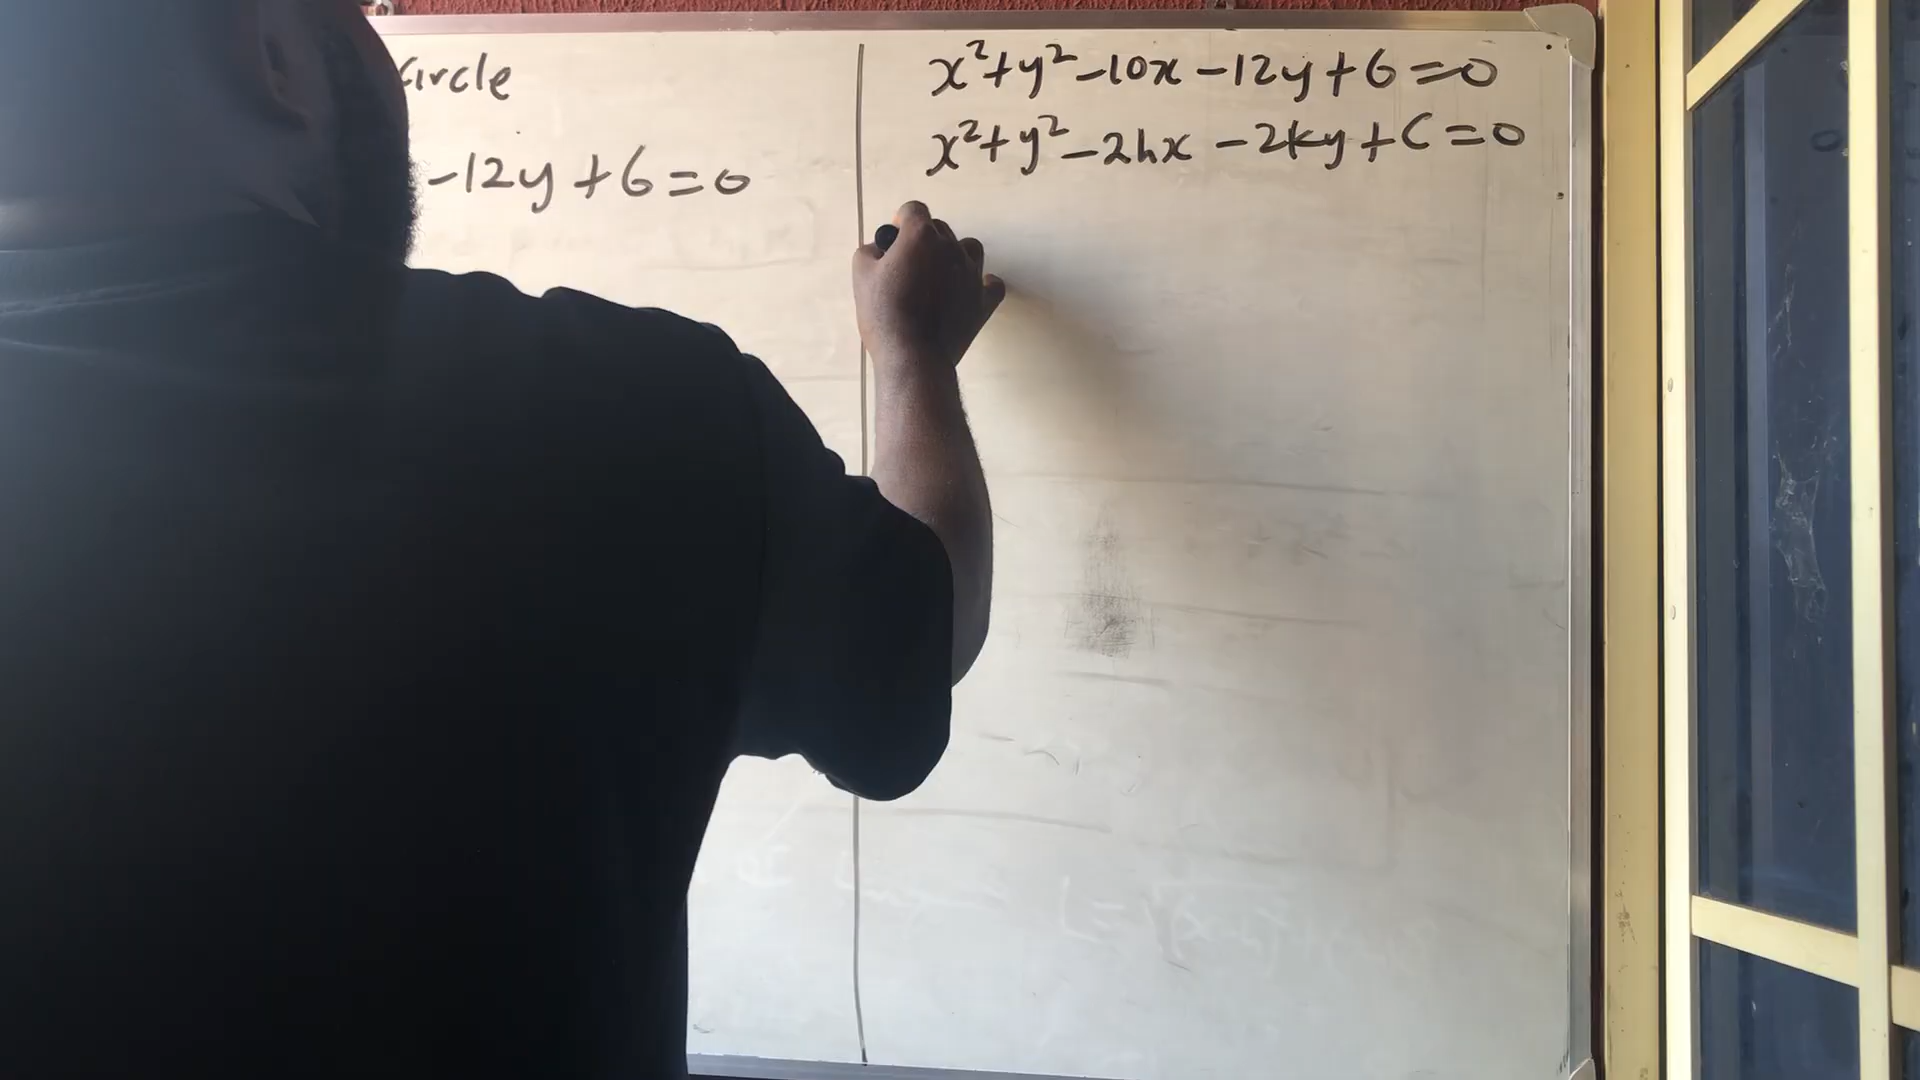 Circle
-12y + 6 = 0
x²+y²-10x-12y+6=0
x²+y²-2hx-2ky+C=0